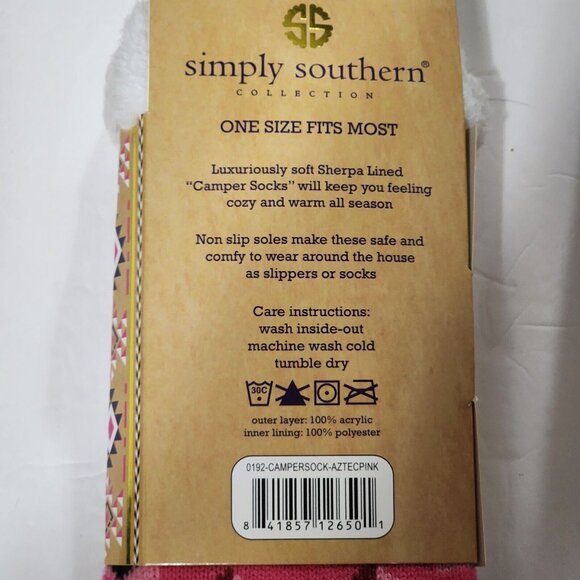 SS
simply southern®
COLLECTION
ONE SIZE FITS MOST
Luxuriously soft Sherpa Lined
“Camper Socks” will keep you feeling
cozy and warm all season
Non slip soles make these safe and
comfy to wear around the house
as slippers or socks
Care instructions:
wash inside-out
machine wash cold
tumble dry
30C
outer layer: 100% acrylic
inner lining: 100% polyester
0192-CAMPERSOCK-AZTECPINK
8 41857 12650 1